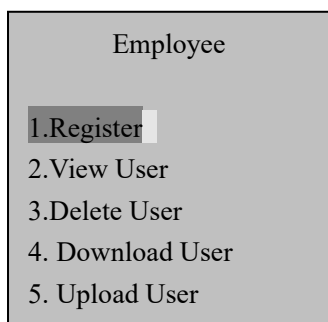 Employee
1.Register
2.View User
3.Delete User
4. Download User
5. Upload User